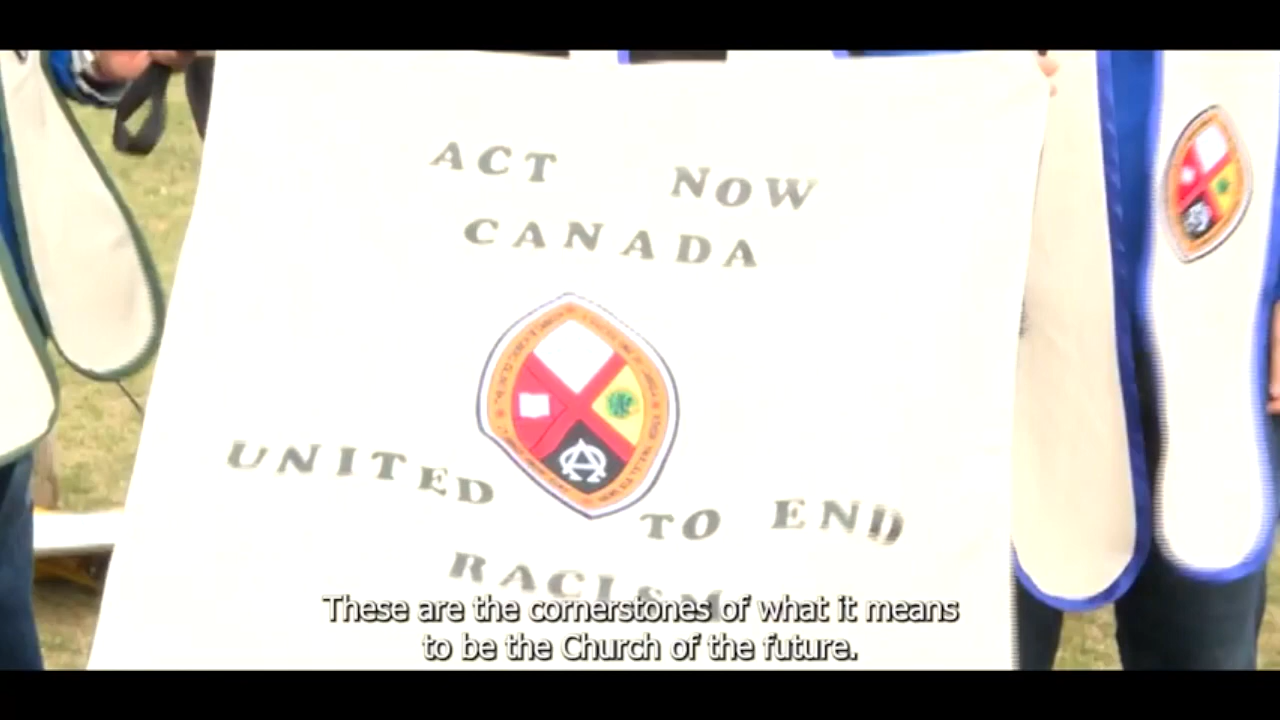 ACT NOW
CANADA
UNITED TO END
RACISM
These are the cornerstones of what it means
to be the Church of the future.